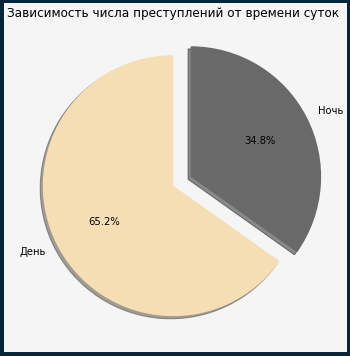 Зависимость числа преступлений от времени суток
Ночь
34.8%
65.2%
День